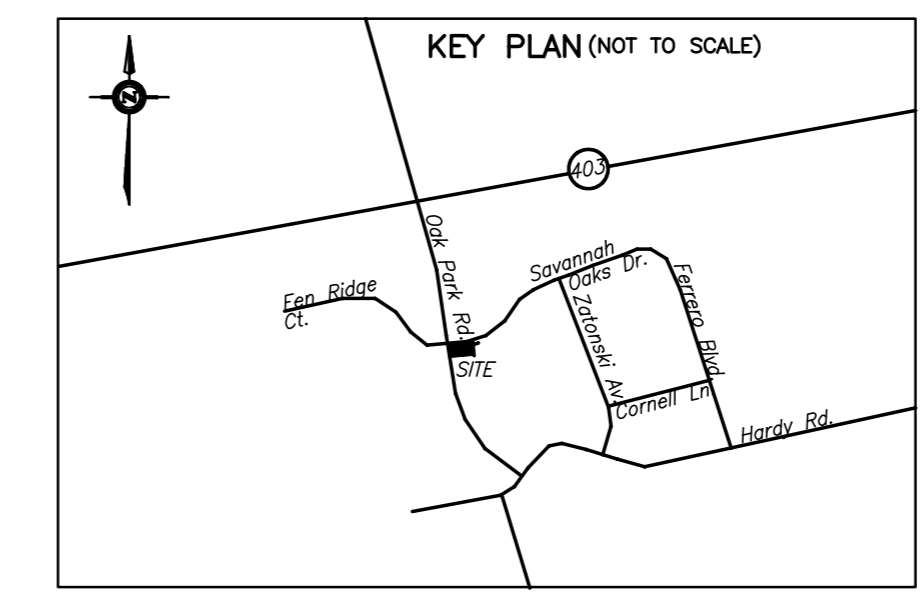 KEY PLAN (NOT TO SCALE)
N
403
Oak Park Rd.
Savannah
Oaks Dr.
Fen Ridge
Ct.
Zatonski Av.
Ferrero Blvd.
SITE
Cornell Ln
Hardy Rd.